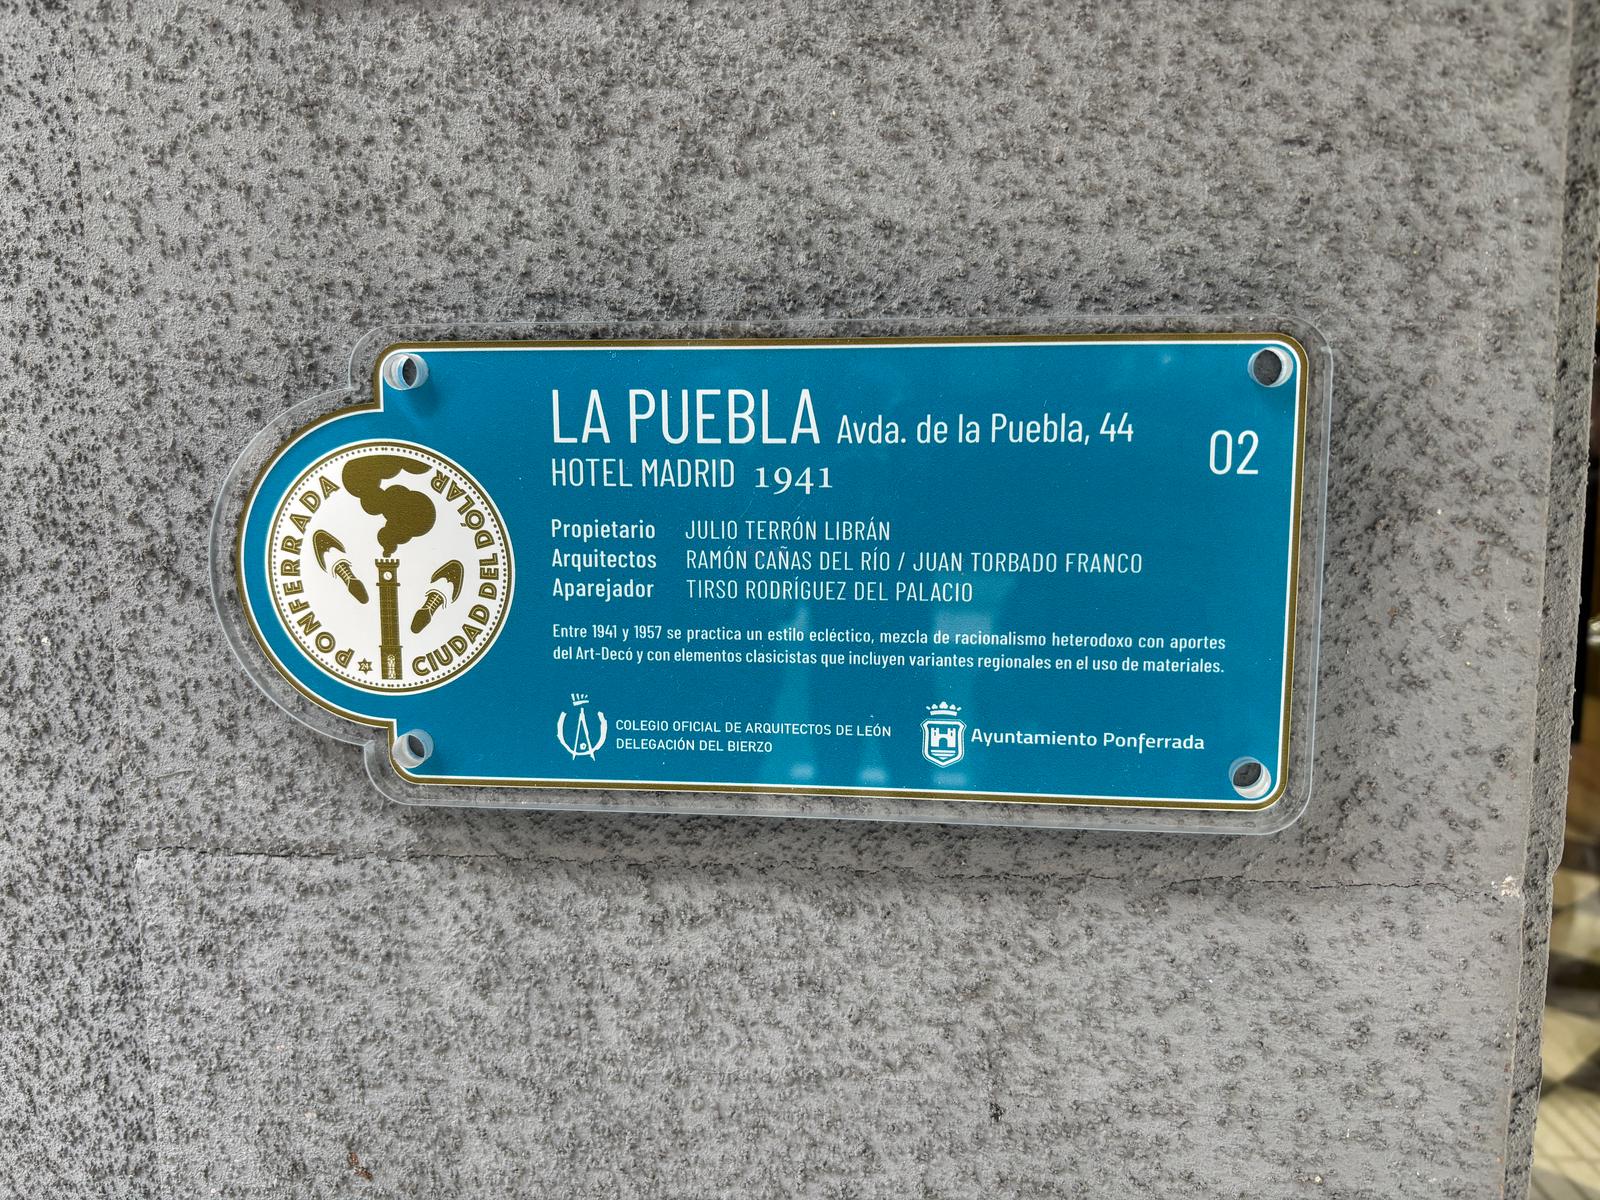 LA PUEBLA Avda. de la Puebla, 44
02
HOTEL MADRID 1941
Propietario JULIO TERRÓN LIBRÁN
Arquitectos RAMÓN CAÑAS DEL RÍO / JUAN TORBADO FRANCO
Aparejador TIRSO RODRÍGUEZ DEL PALACIO
Entre 1941 y 1957 se practica un estilo ecléctico, mezcla de racionalismo heterodoxo con aportes
del Art-Decó y con elementos clasicistas que incluyen variantes regionales en el uso de materiales.
COLEGIO OFICIAL DE ARQUITECTOS DE LEÓN
DELEGACIÓN DEL BIERZO
Ayuntamiento Ponferrada
PONFERRADA
CIUDAD DEL DÓLAR